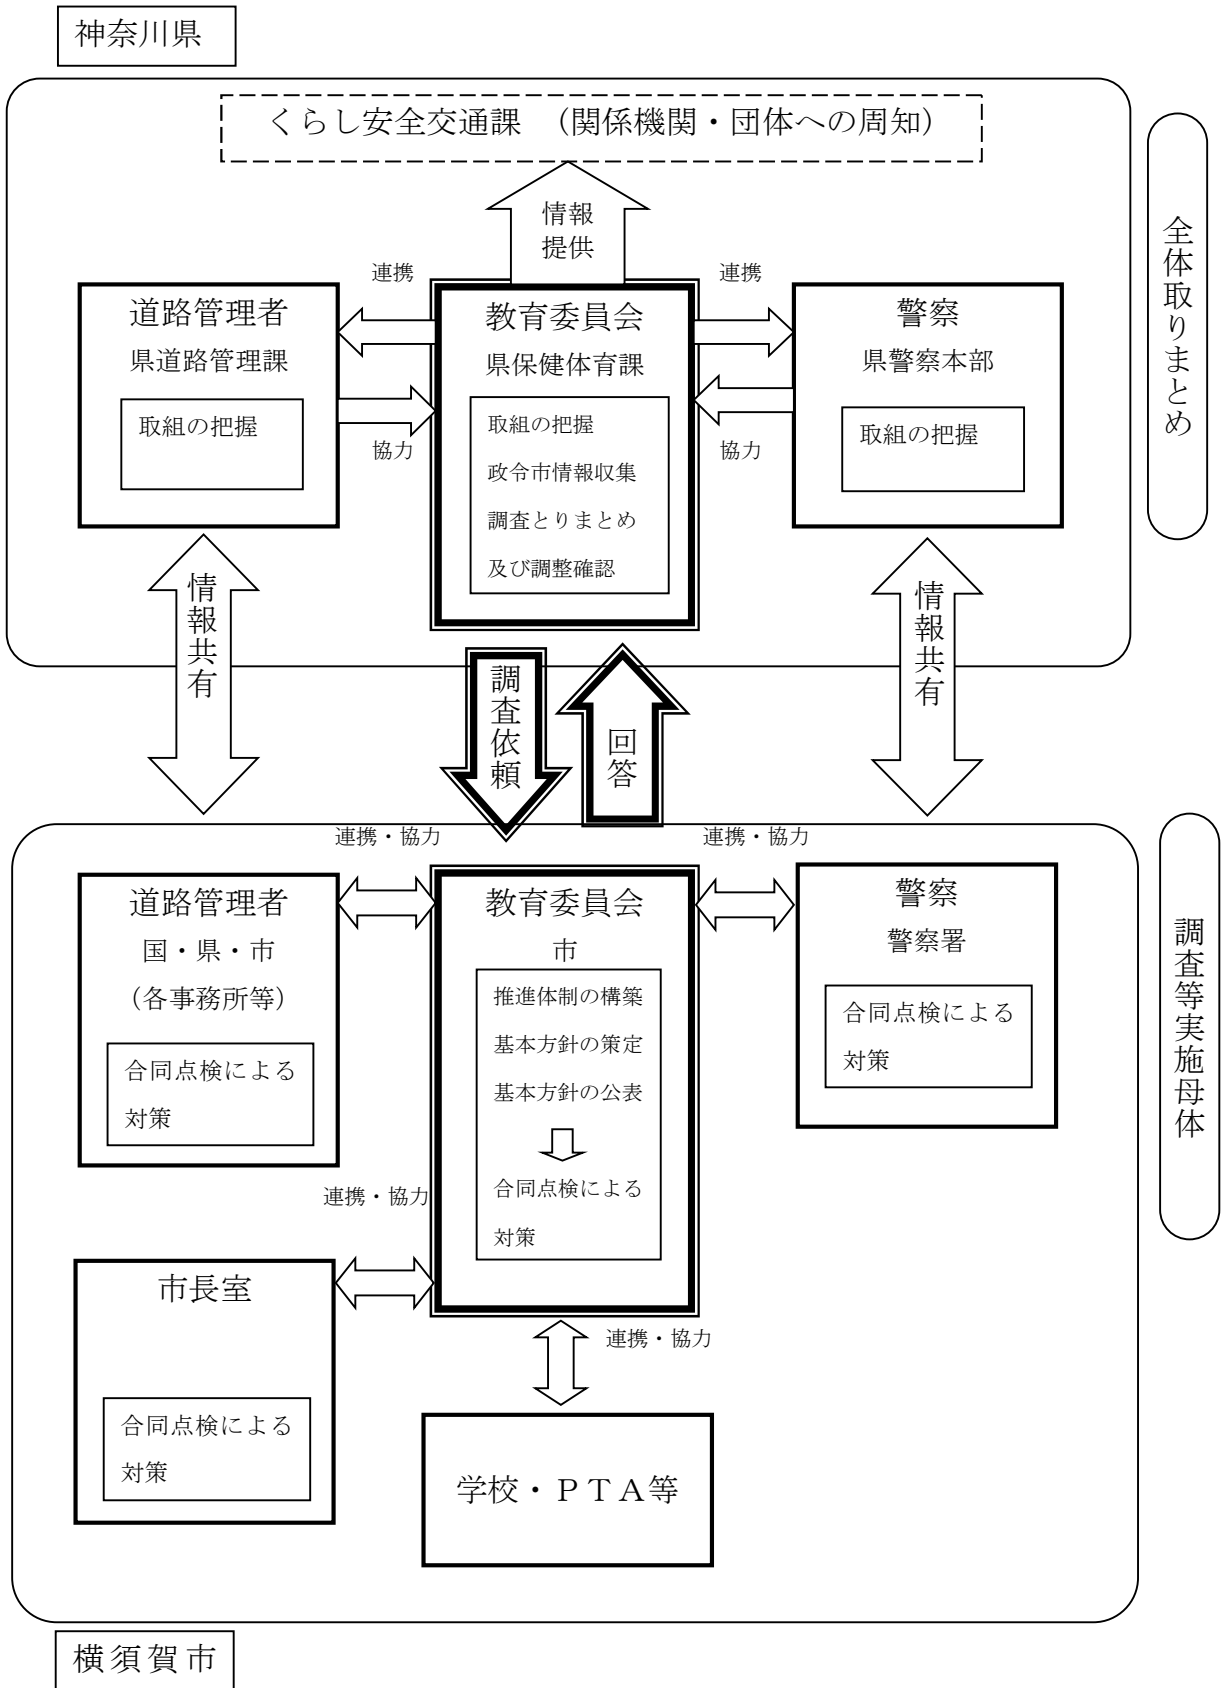 神奈川県
くらし安全交通課 (関係機関・団体への周知)
情報
提供
連携
連携
道路管理者
県道路管理課
取組の把握
協力
教育委員会
県保健体育課
取組の把握
政令市情報収集
調査とりまとめ
及び調整確認
協力
警察
県警察本部
取組の把握
全体取りまとめ
情報共有
調査依頼
回答
情報共有
連携・協力
連携・協力
道路管理者
国・県・市
(各事務所等)
合同点検による
対策
教育委員会
市
推進体制の構築
基本方針の策定
基本方針の公表
合同点検による
対策
警察
警察署
合同点検による
対策
調査等実施母体
連携・協力
市長室
合同点検による
対策
連携・協力
学校・ＰＴＡ等
横須賀市